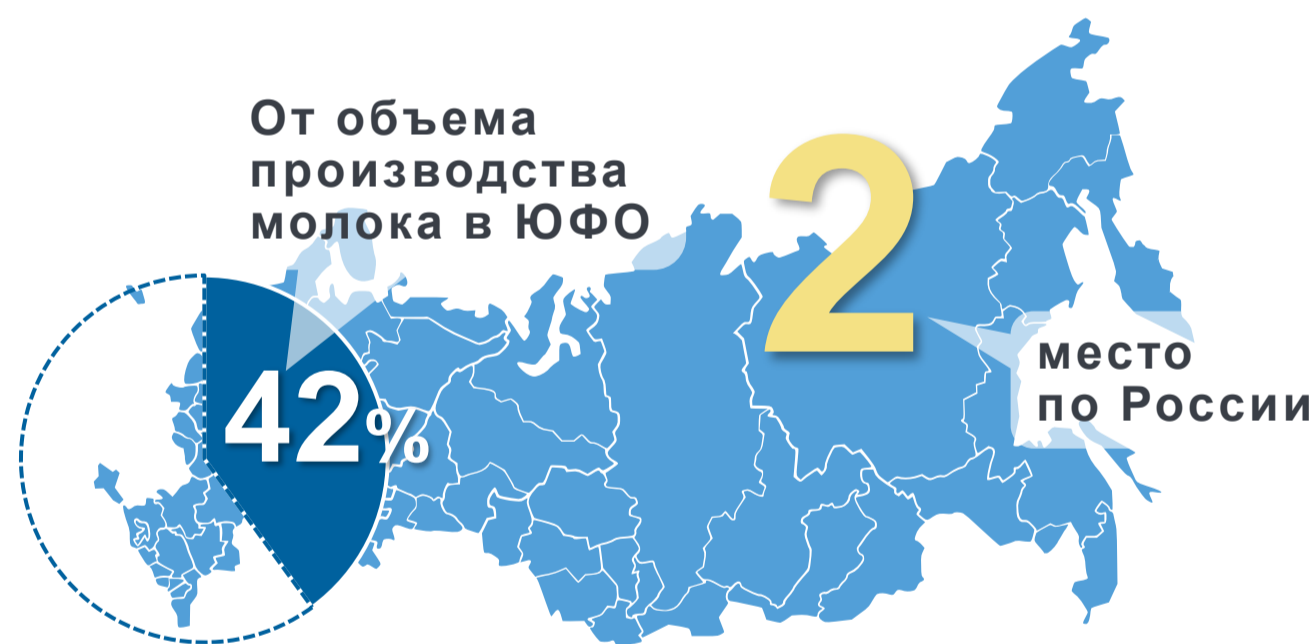 От объема
производства
молока в ЮФО
42%
2
место
по России